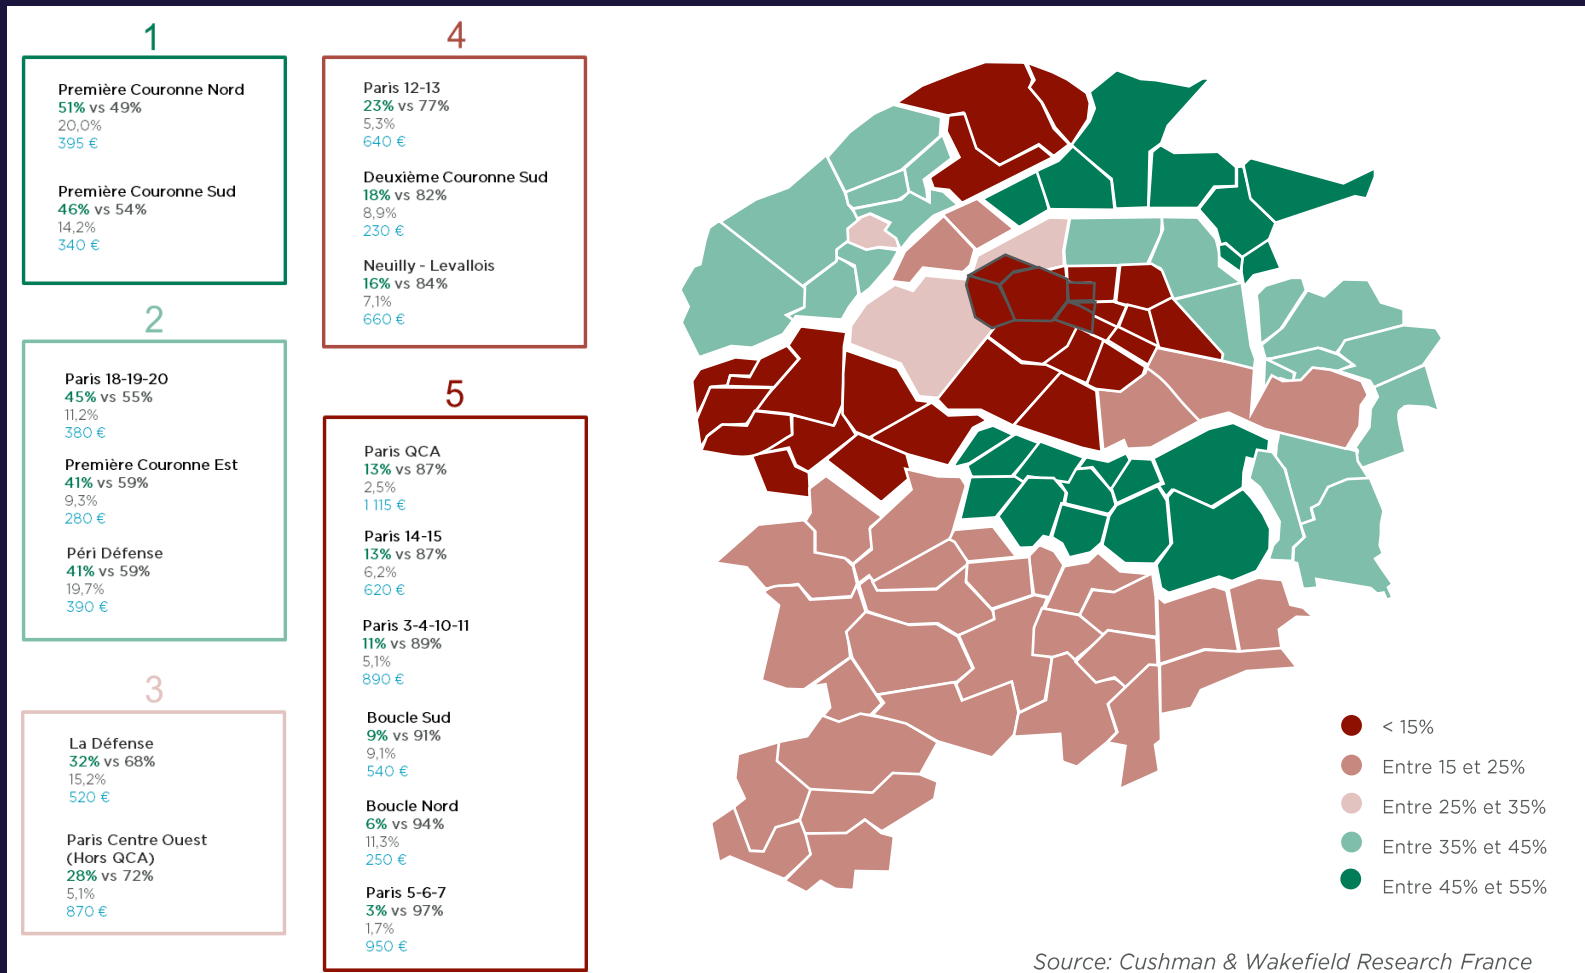 1
Première Couronne Nord
51% vs 49%
20,0%
395 €
Première Couronne Sud
46% vs 54%
14,2%
340 €
2
Paris 18-19-20
45% vs 55%
11,2%
380 €
Première Couronne Est
41% vs 59%
9,3%
280 €
Péri Défense
41% vs 59%
19,7%
390 €
3
La Défense
32% vs 68%
15,2%
520 €
Paris Centre Ouest
(Hors QCA)
28% vs 72%
5,1%
870 €
4
Paris 12-13
23% vs 77%
5,3%
640 €
Deuxième Couronne Sud
18% vs 82%
8,9%
230 €
Neuilly - Levallois
16% vs 84%
7,1%
660 €
5
Paris QCA
13% vs 87%
2,5%
1 115 €
Paris 14-15
13% vs 87%
6,2%
620 €
Paris 3-4-10-11
11% vs 89%
5,1%
890 €
Boucle Sud
9% vs 91%
9,1%
540 €
Boucle Nord
6% vs 94%
11,3%
250 €
Paris 5-6-7
3% vs 97%
1,7%
950 €
< 15%
Entre 15 et 25%
Entre 25% et 35%
Entre 35% et 45%
Entre 45% et 55%
Source: Cushman & Wakefield Research France